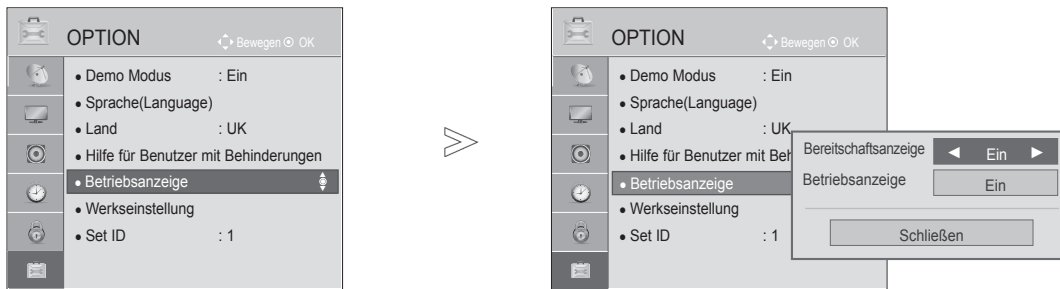 OPTION
Bewegen OK
● Demo Modus : Ein
● Sprache(Language)
● Land : UK
● Hilfe für Benutzer mit Behinderungen
● Betriebsanzeige
● Werkseinstellung
● Set ID : 1
OPTION
Bewegen OK
● Demo Modus : Ein
● Sprache(Language)
● Land : UK
● Hilfe für Benutzer mit Beh
● Betriebsanzeige
● Werkseinstellung
● Set ID : 1
Bereitschaftsanzeige ◀ Ein ▶
Betriebsanzeige Ein
Schließen